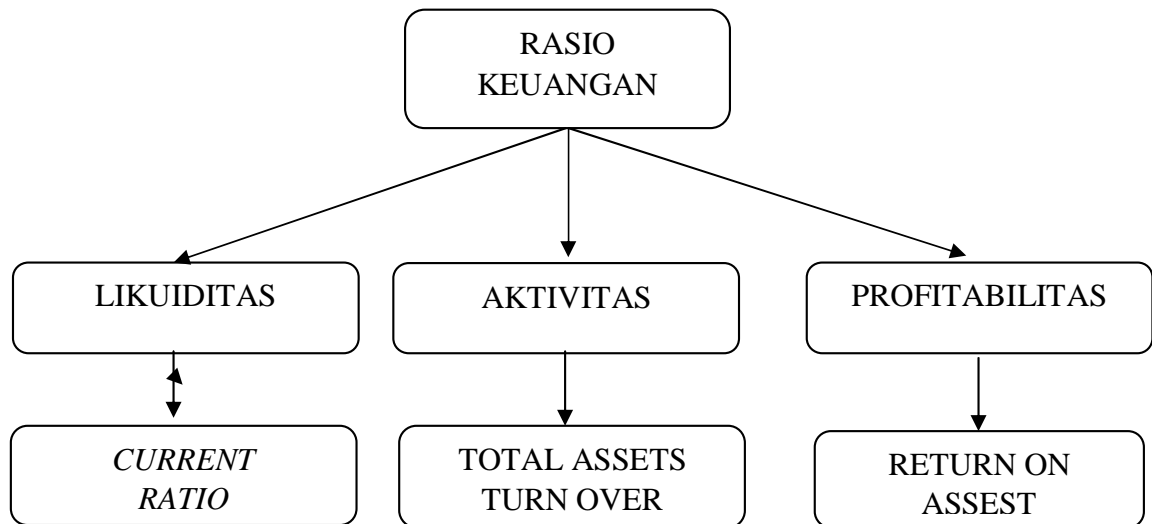 RASIO
KEUANGAN
LIKUIDITAS
AKTIVITAS
PROFITABILITAS
CURRENT
RATIO
TOTAL ASSETS
TURN OVER
RETURN ON
ASSEST